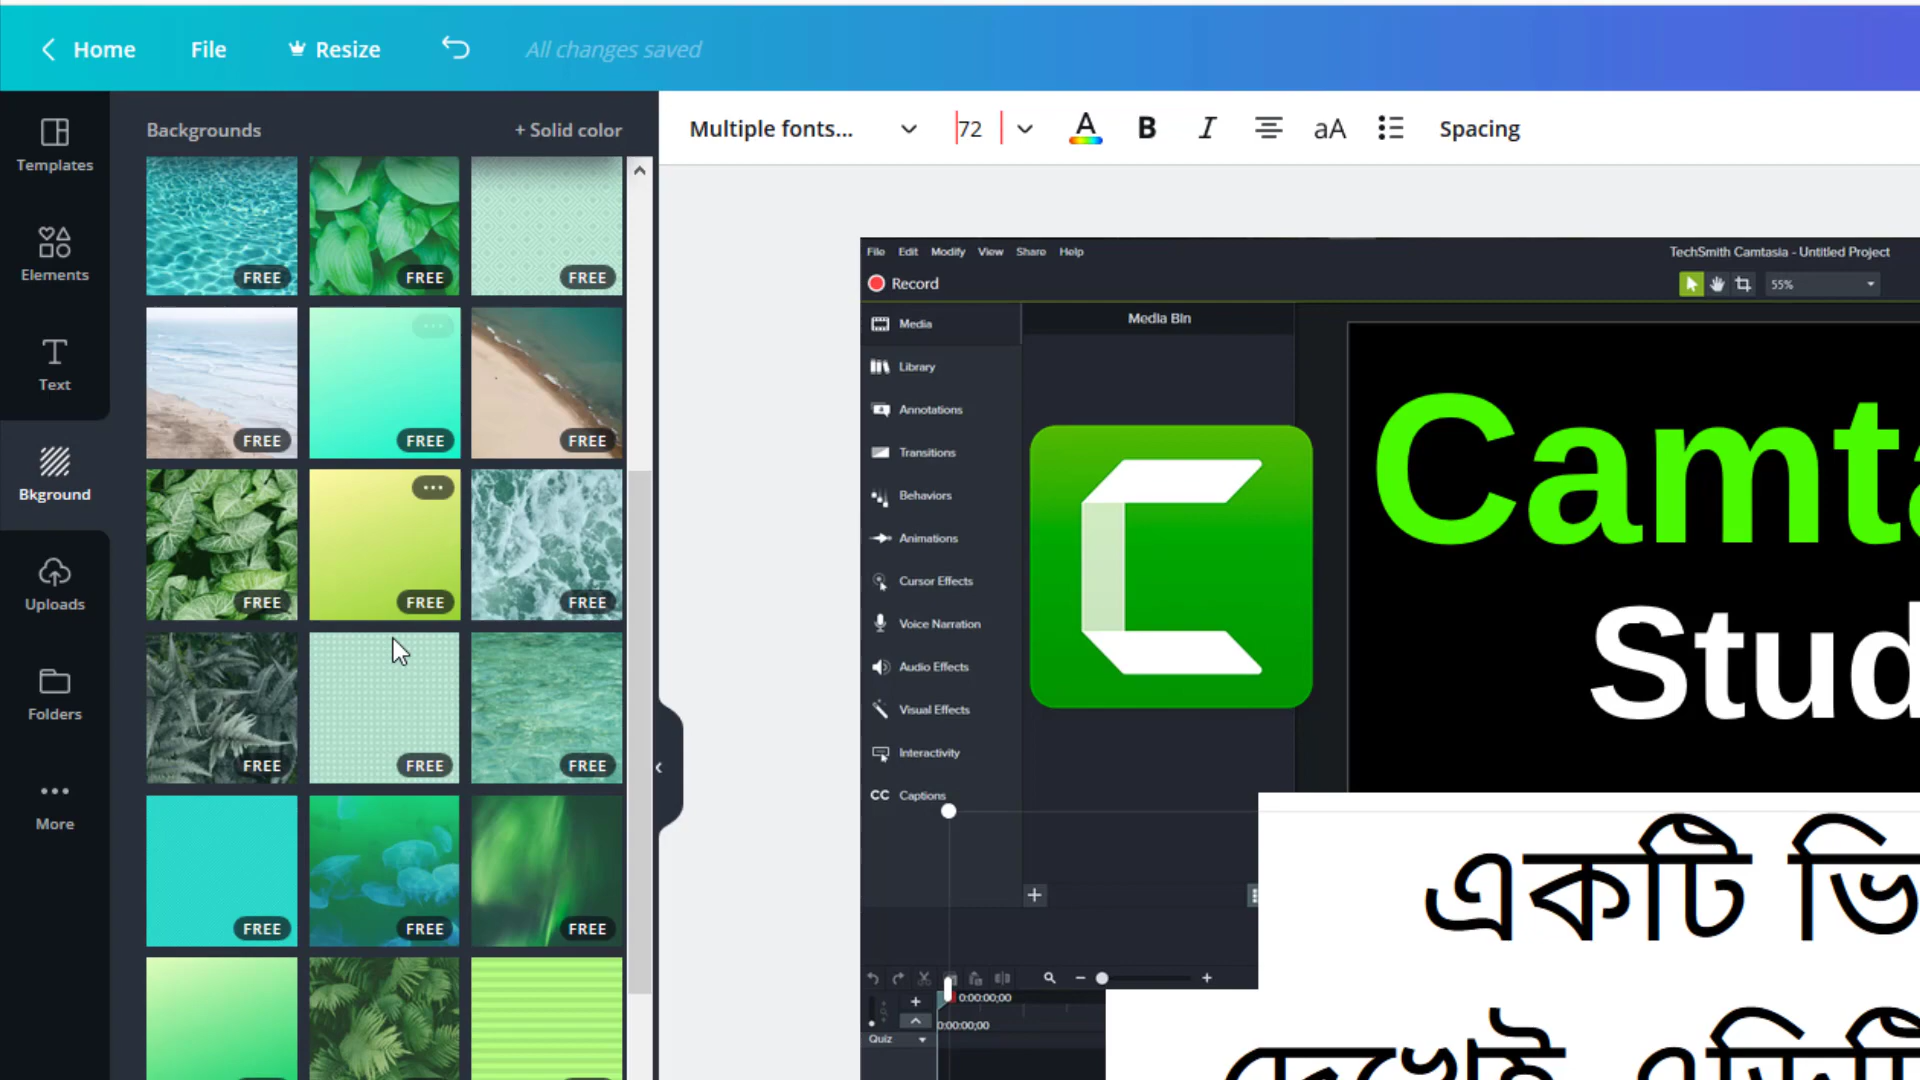 Home File Resize All changes saved
Templates
Elements
Text
Bkground
Uploads
Folders
More
Backgrounds + Solid color
FREE FREE FREE
FREE FREE FREE
FREE FREE FREE
FREE FREE FREE
FREE FREE FREE
Multiple fonts... 72 A B I aA Spacing
File Edit Modify View Share Help TechSmith Camtasia - Untitled Project
Record 55%
Media Media Bin
Library
Annotations
Transitions
Behaviors
Animations
Cursor Effects
Voice Narration
Audio Effects
Visual Effects
Interactivity
CC Captions
Camta
Stud
একটি ভি
0:00:00;00
0:00:00;00
Quiz